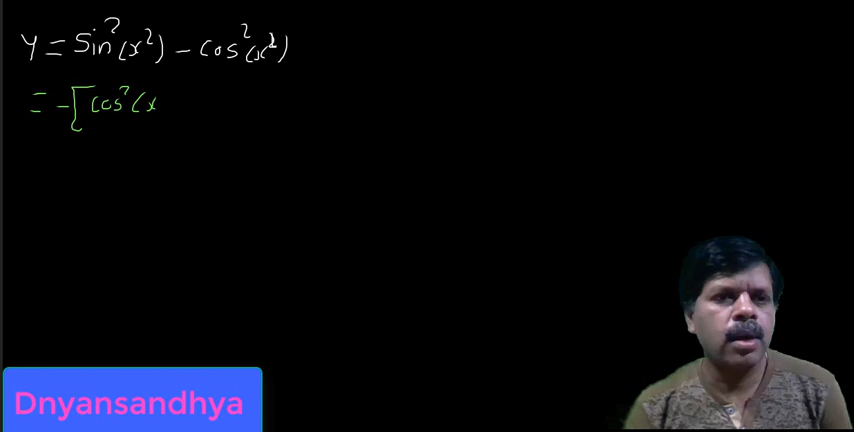 y = Sin²(x²) - cos²(x²)
= -[cos²(x
Dnyansandhya